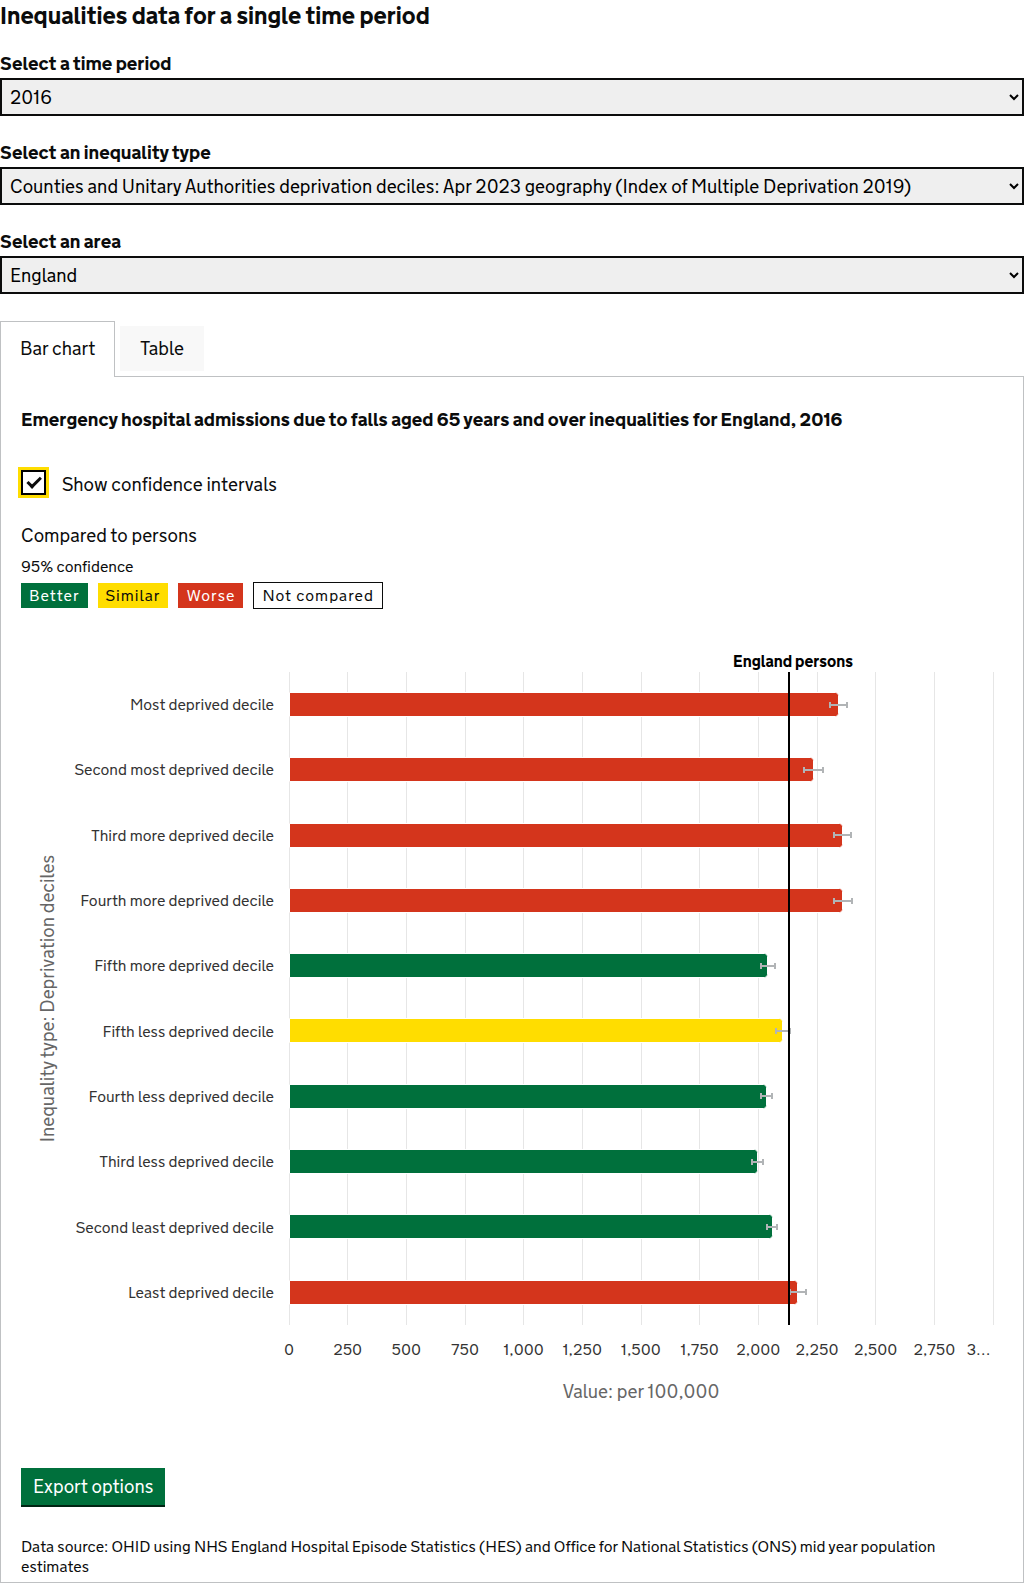 Inequalities data for a single time period
Select a time period
2016
Select an inequality type
Counties and Unitary Authorities deprivation deciles: Apr 2023 geography (Index of Multiple Deprivation 2019)
Select an area
England
Bar chart
Table
Emergency hospital admissions due to falls aged 65 years and over inequalities for England, 2016
Show confidence intervals
Compared to persons
95% confidence
Better Similar Worse Not compared
England persons
Most deprived decile
Second most deprived decile
Third more deprived decile
Fourth more deprived decile
Fifth more deprived decile
Fifth less deprived decile
Fourth less deprived decile
Third less deprived decile
Second least deprived decile
Least deprived decile
Inequality type: Deprivation deciles
0 250 500 750 1,000 1,250 1,500 1,750 2,000 2,250 2,500 2,750 3...
Value: per 100,000
Export options
Data source: OHID using NHS England Hospital Episode Statistics (HES) and Office for National Statistics (ONS) mid year population
estimates